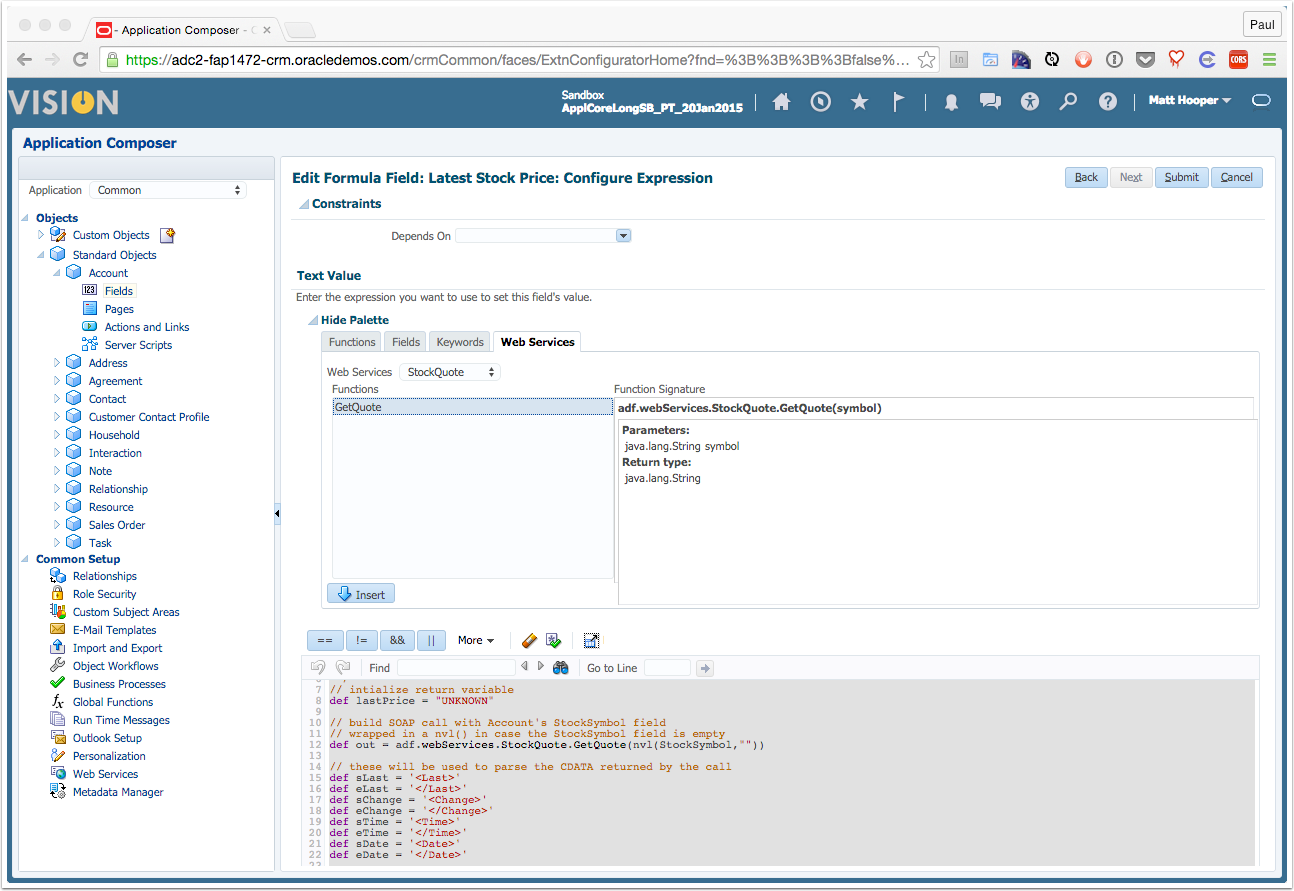 Paul
- Application Composer - C
https://adc2-fap1472-crm.oracledemos.com/crmCommon/faces/ExtnConfiguratorHome?fnd=%3B%3B%3B%3Bfalse%...
CORS
VISION
Sandbox
ApplCoreLongSB_PT_20Jan2015
Matt Hooper
Application Composer
Application Common
Objects
Custom Objects
Standard Objects
Account
Fields
Pages
Actions and Links
Server Scripts
Address
Agreement
Contact
Customer Contact Profile
Household
Interaction
Note
Relationship
Resource
Sales Order
Task
Common Setup
Relationships
Role Security
Custom Subject Areas
E-Mail Templates
Import and Export
Object Workflows
Business Processes
Global Functions
Run Time Messages
Outlook Setup
Personalization
Web Services
Metadata Manager
Edit Formula Field: Latest Stock Price: Configure Expression
Back Next Submit Cancel
Constraints
Depends On
Text Value
Enter the expression you want to use to set this field's value.
Hide Palette
Functions Fields Keywords Web Services
Web Services StockQuote
Functions
GetQuote
Insert
Function Signature
adf.webServices.StockQuote.GetQuote(symbol)
Parameters:
java.lang.String symbol
Return type:
java.lang.String
== != && || More
Find Go to Line
7 // intialize return variable
8 def lastPrice = "UNKNOWN"
9
10 // build SOAP call with Account's StockSymbol field
11 // wrapped in a nvl() in case the StockSymbol field is empty
12 def out = adf.webServices.StockQuote.GetQuote(nvl(StockSymbol,""))
13
14 // these will be used to parse the CDATA returned by the call
15 def sLast = '<Last>'
16 def eLast = '</Last>'
17 def sChange = '<Change>'
18 def eChange = '</Change>'
19 def sTime = '<Time>'
20 def eTime = '</Time>'
21 def sDate = '<Date>'
22 def eDate = '</Date>'